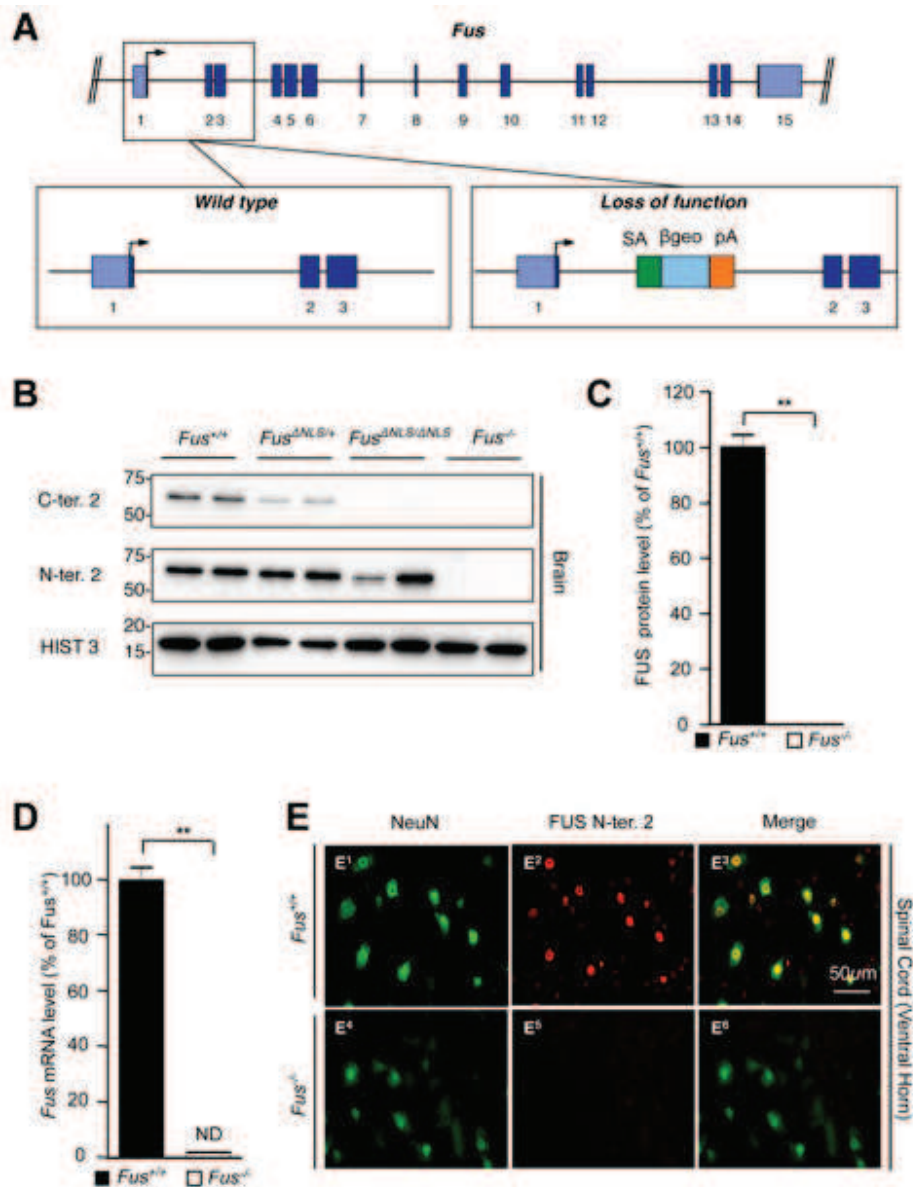 A
Fus
1 2 3 4 5 6 7 8 9 10 11 12 13 14 15
Wild type
1 2 3
Loss of function
SA βgeo pA
1 2 3
B
Fus+/+ FusΔNLS/+ FusΔNLS/ΔNLS Fus-/-
C-ter. 2
75
50
N-ter. 2
75
50
HIST 3
20
15
Brain
C
FUS protein level (% of Fus+/+)
120
100
80
60
40
20
0
**
Fus+/+ Fus-/-
D
Fus mRNA level (% of Fus+/+)
100
80
60
40
20
0
**
ND
Fus+/+ Fus-/-
E
NeuN FUS N-ter. 2 Merge
Fus+/+
E1 E2 E3
50μm
Fus-/-
E4 E5 E6
Spinal Cord (Ventral Horn)